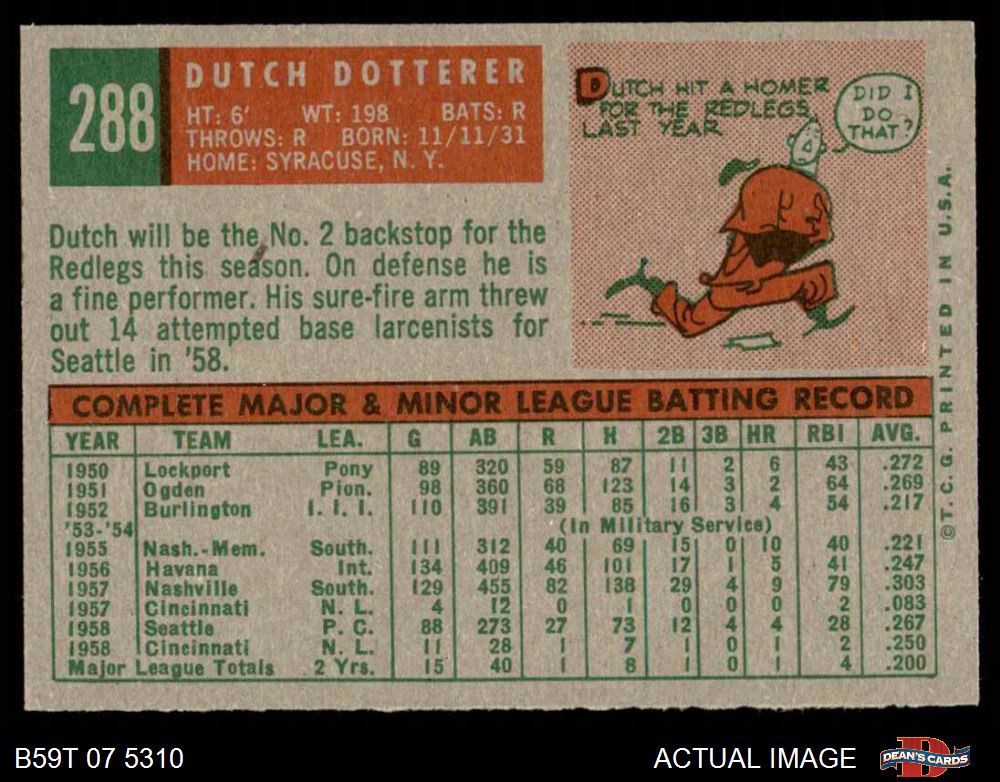 288
DUTCH DOTTERER
HT: 6' WT: 198 BATS: R
THROWS: R BORN: 11/11/31
HOME: SYRACUSE, N. Y.
DUTCH HIT A HOMER
FOR THE REDLEGS
LAST YEAR
DID I
DO
THAT?
Dutch will be the No. 2 backstop for the
Redlegs this season. On defense he is
a fine performer. His sure-fire arm threw
out 14 attempted base larcenists for
Seattle in '58.
COMPLETE MAJOR & MINOR LEAGUE BATTING RECORD
YEAR TEAM LEA. G AB R H 2B 3B HR RBI AVG.
1950 Lockport Pony 89 320 59 87 11 2 6 43 .272
1951 Ogden Pion. 98 360 68 123 14 3 2 64 .269
1952 Burlington I. I. I. 110 391 39 85 16 3 4 54 .217
'53-'54 (In Military Service)
1955 Nash.-Mem. South. 111 312 40 69 15 0 10 40 .221
1956 Havana Int. 134 409 46 101 17 1 5 41 .247
1957 Nashville South. 129 455 82 138 29 4 9 79 .303
1957 Cincinnati N. L. 4 12 0 1 0 0 0 2 .083
1958 Seattle P. C. 88 273 27 73 12 4 4 28 .267
1958 Cincinnati N. L. 11 28 1 7 1 0 1 2 .250
Major League Totals 2 Yrs. 15 40 1 8 1 0 1 4 .200
©T. C. G. PRINTED IN U.S.A.
B59T 07 5310
ACTUAL IMAGE
DEAN'S CARDS